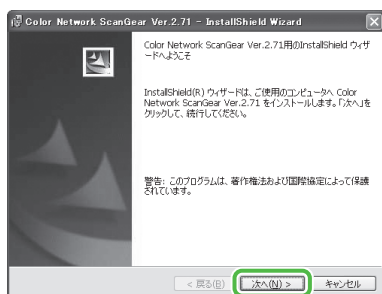 Color Network ScanGear Ver.2.71 - InstallShield Wizard
Color Network ScanGear Ver.2.71用のInstallShield ウィザ
ードへようこそ
InstallShield(R) ウィザードは、ご使用のコンピュータへ Color
Network ScanGear Ver.2.71 をインストールします。「次へ」を
クリックして、続行してください。
警告: このプログラムは、著作権法および国際協定によって保護
されています。
< 戻る(B) 次へ(N) > キャンセル